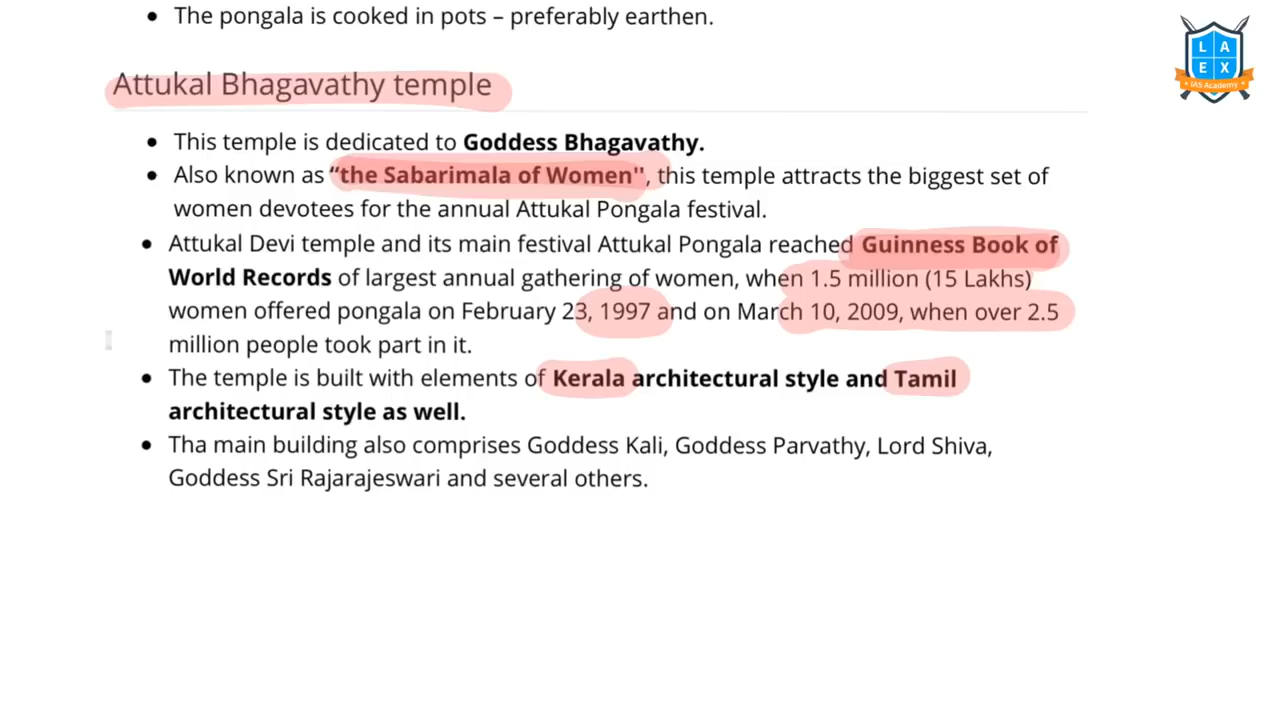 • The pongala is cooked in pots – preferably earthen.
L A
E X
IAS Academy
Attukal Bhagavathy temple
• This temple is dedicated to Goddess Bhagavathy.
• Also known as “the Sabarimala of Women'', this temple attracts the biggest set of
women devotees for the annual Attukal Pongala festival.
• Attukal Devi temple and its main festival Attukal Pongala reached Guinness Book of
World Records of largest annual gathering of women, when 1.5 million (15 Lakhs)
women offered pongala on February 23, 1997 and on March 10, 2009, when over 2.5
million people took part in it.
• The temple is built with elements of Kerala architectural style and Tamil
architectural style as well.
• Tha main building also comprises Goddess Kali, Goddess Parvathy, Lord Shiva,
Goddess Sri Rajarajeswari and several others.